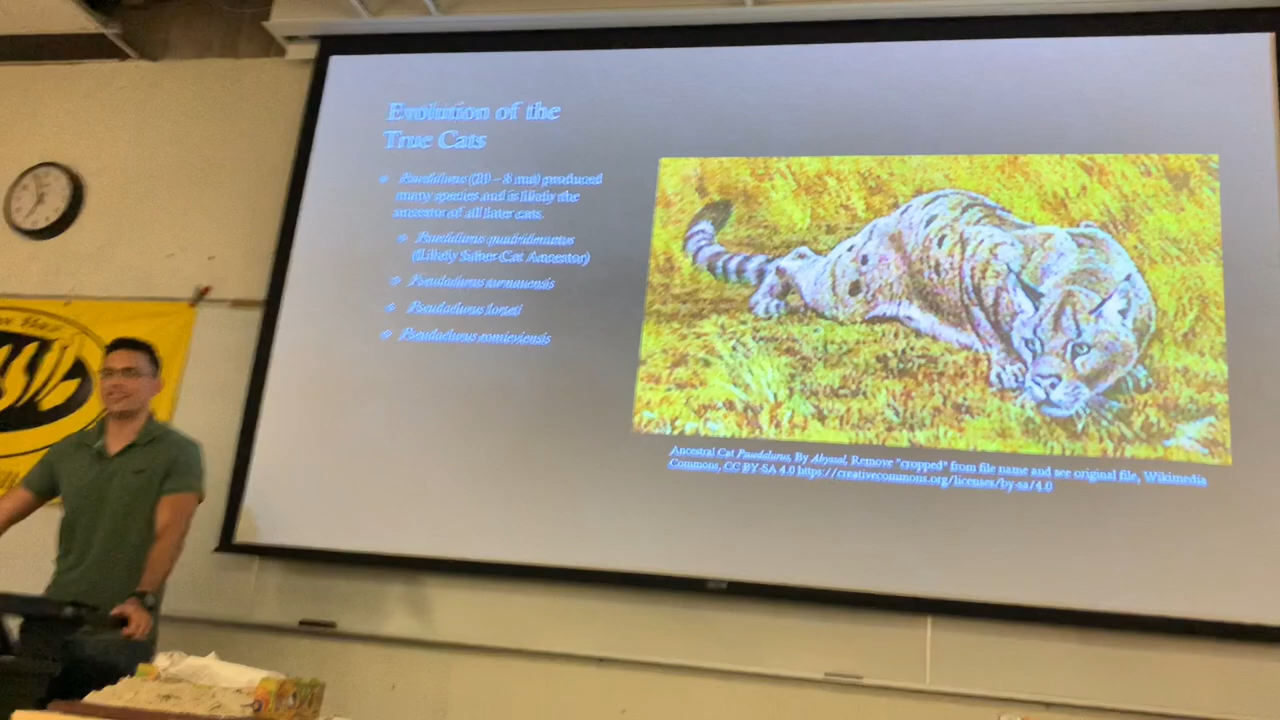 Evolution of the
True Cats
Psuedalurus (20 – 8 ma) produced
many species and is likely the
ancestor of all later cats.
Psuedalurus quadridentatus
(Likely Saber-Cat Ancestor)
Pseudaelurus turnauensis
Pseudaelurus lorteti
Pseudaelurus romieviensis
Ancestral Cat Psuedalurus, By Abyssal, Remove "cropped" from file name and see original file, Wikimedia
Commons, CC BY-SA 4.0 https://creativecommons.org/licenses/by-sa/4.0